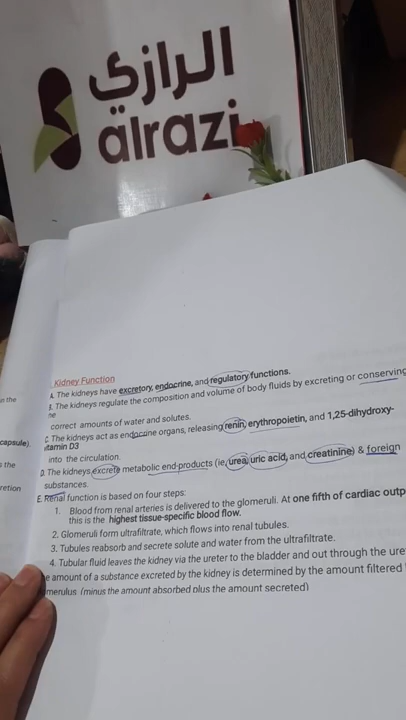 الرازي
alrazi
Kidney Function
A. The kidneys have excretory, endocrine, and regulatory functions.
B. The kidneys regulate the composition and volume of body fluids by excreting or conserving
he
correct amounts of water and solutes.
C. The kidneys act as endocrine organs, releasing renin, erythropoietin, and 1,25-dihydroxy-
vitamin D3
into the circulation.
D. The kidneys excrete metabolic end-products (ie, urea, uric acid, and creatinine) & foreign
substances.
E. Renal function is based on four steps:
1. Blood from renal arteries is delivered to the glomeruli. At one fifth of cardiac outp
this is the highest tissue-specific blood flow.
2. Glomeruli form ultrafiltrate, which flows into renal tubules.
3. Tubules reabsorb and secrete solute and water from the ultrafiltrate.
4. Tubular fluid leaves the kidney via the ureter to the bladder and out through the ure
e amount of a substance excreted by the kidney is determined by the amount filtered
merulus (minus the amount absorbed plus the amount secreted)
in the
capsule)
s the
retion